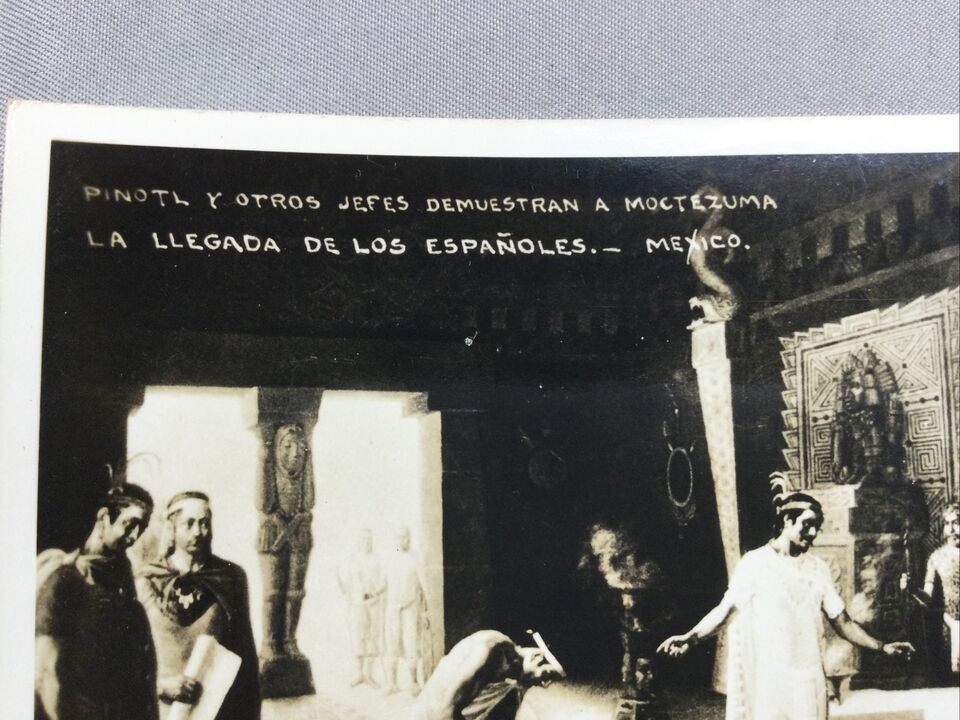 PINOTL Y OTROS JEFES DEMUESTRAN A MOCTEZUMA
LA LLEGADA DE LOS ESPAÑOLES.— MEXICO.